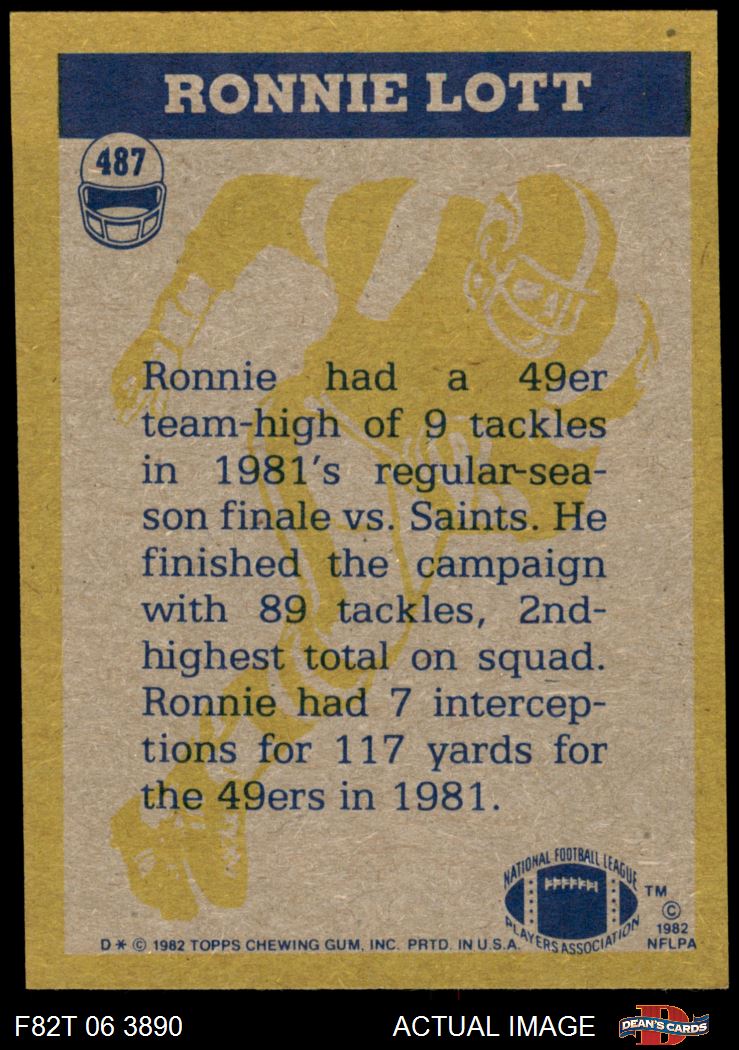 RONNIE LOTT
487
Ronnie had a 49er
team-high of 9 tackles
in 1981's regular-sea-
son finale vs. Saints. He
finished the campaign
with 89 tackles, 2nd-
highest total on squad.
Ronnie had 7 intercep-
tions for 117 yards for
the 49ers in 1981.
NATIONAL FOOTBALL LEAGUE
PLAYERS ASSOCIATION
TM
©
1982
NFLPA
D * © 1982 TOPPS CHEWING GUM, INC. PRTD. IN U.S.A.
F82T 06 3890
ACTUAL IMAGE
D
DEAN'S CARDS